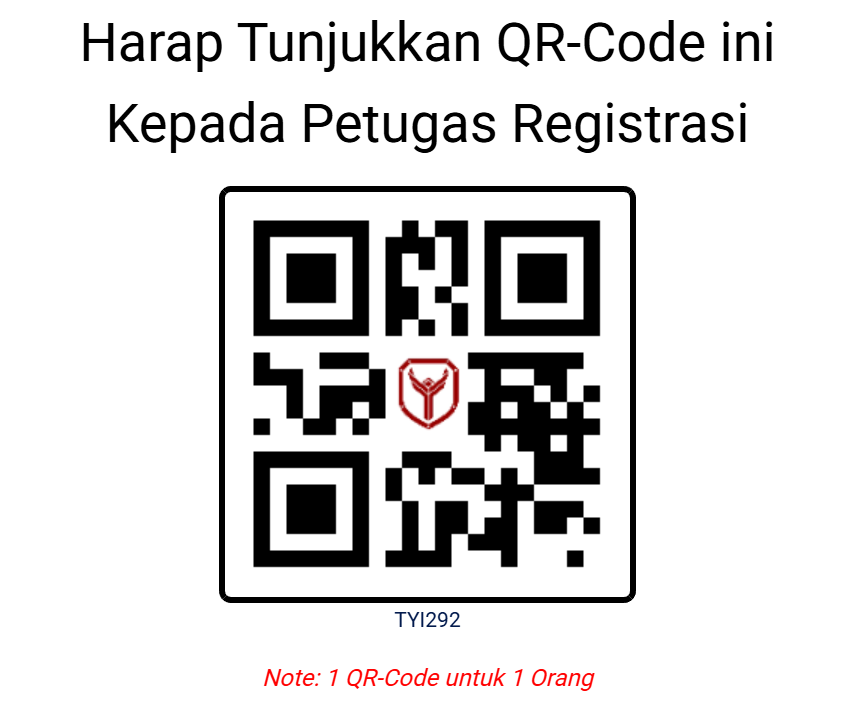 Harap Tunjukkan QR-Code ini
Kepada Petugas Registrasi
TYI292
Note: 1 QR-Code untuk 1 Orang